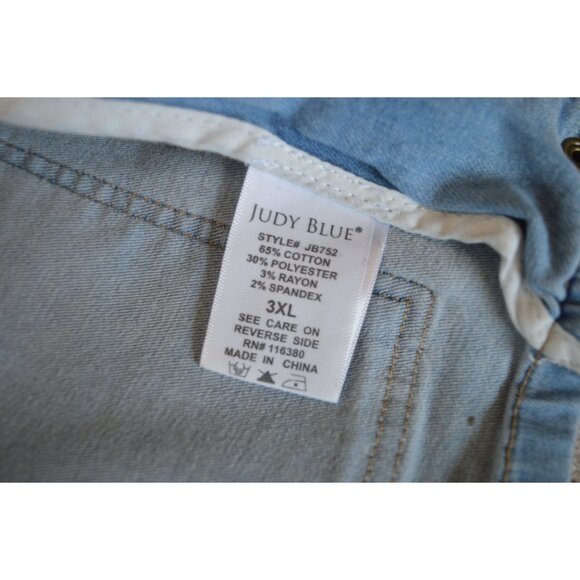 JUDY BLUE®
STYLE# JB752
65% COTTON
30% POLYESTER
3% RAYON
2% SPANDEX
3XL
SEE CARE ON
REVERSE SIDE
RN# 116380
MADE IN CHINA